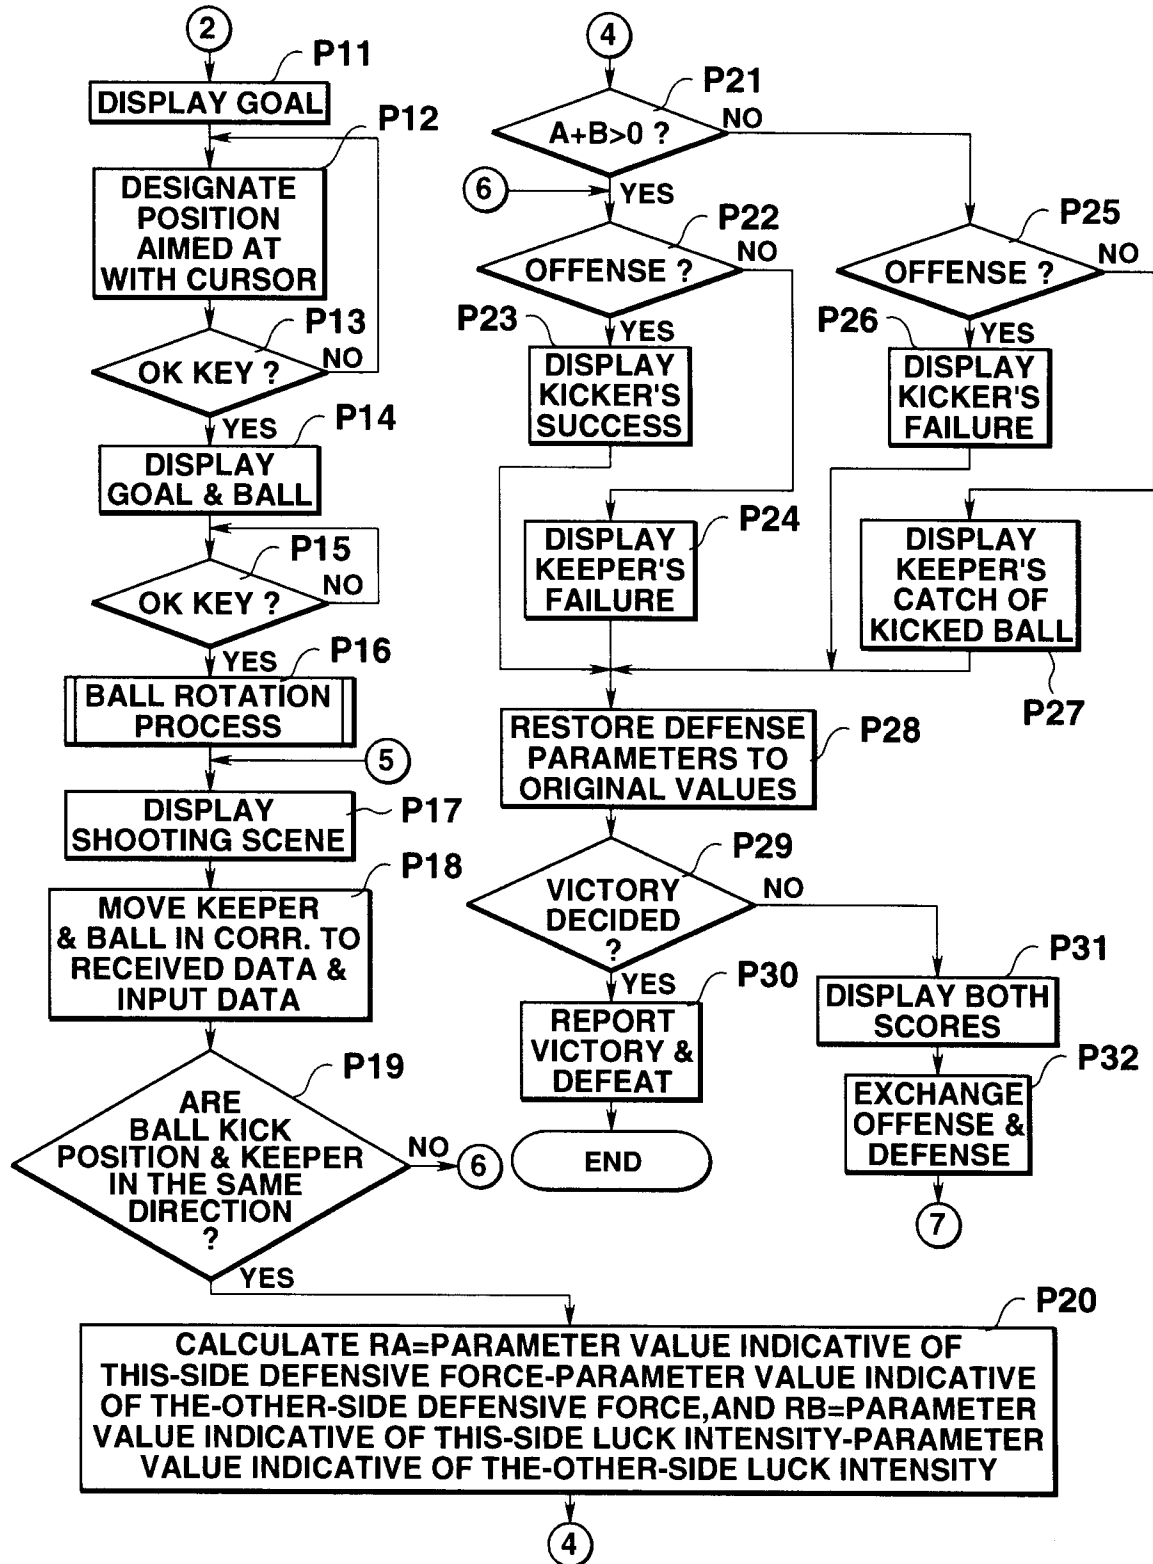 2
P11
DISPLAY GOAL
P12
DESIGNATE
POSITION
AIMED AT
WITH CURSOR
P13
OK KEY ?
NO
YES
P14
DISPLAY
GOAL & BALL
P15
OK KEY ?
NO
YES
P16
BALL ROTATION
PROCESS
5
P17
DISPLAY
SHOOTING SCENE
P18
MOVE KEEPER
& BALL IN CORR. TO
RECEIVED DATA &
INPUT DATA
P19
ARE
BALL KICK
POSITION & KEEPER
IN THE SAME
DIRECTION
?
NO
6
YES
P20
CALCULATE RA=PARAMETER VALUE INDICATIVE OF
THIS-SIDE DEFENSIVE FORCE-PARAMETER VALUE INDICATIVE
OF THE-OTHER-SIDE DEFENSIVE FORCE,AND RB=PARAMETER
VALUE INDICATIVE OF THIS-SIDE LUCK INTENSITY-PARAMETER
VALUE INDICATIVE OF THE-OTHER-SIDE LUCK INTENSITY
4
4
P21
A+B>0 ?
NO
6
YES
P22
OFFENSE ?
NO
P23
YES
DISPLAY
KICKER'S
SUCCESS
P24
DISPLAY
KEEPER'S
FAILURE
P25
OFFENSE ?
NO
P26
YES
DISPLAY
KICKER'S
FAILURE
DISPLAY
KEEPER'S
CATCH OF
KICKED BALL
P27
RESTORE DEFENSE
PARAMETERS TO
ORIGINAL VALUES
P28
P29
VICTORY
DECIDED
?
NO
YES
P30
REPORT
VICTORY &
DEFEAT
END
P31
DISPLAY BOTH
SCORES
P32
EXCHANGE
OFFENSE &
DEFENSE
7